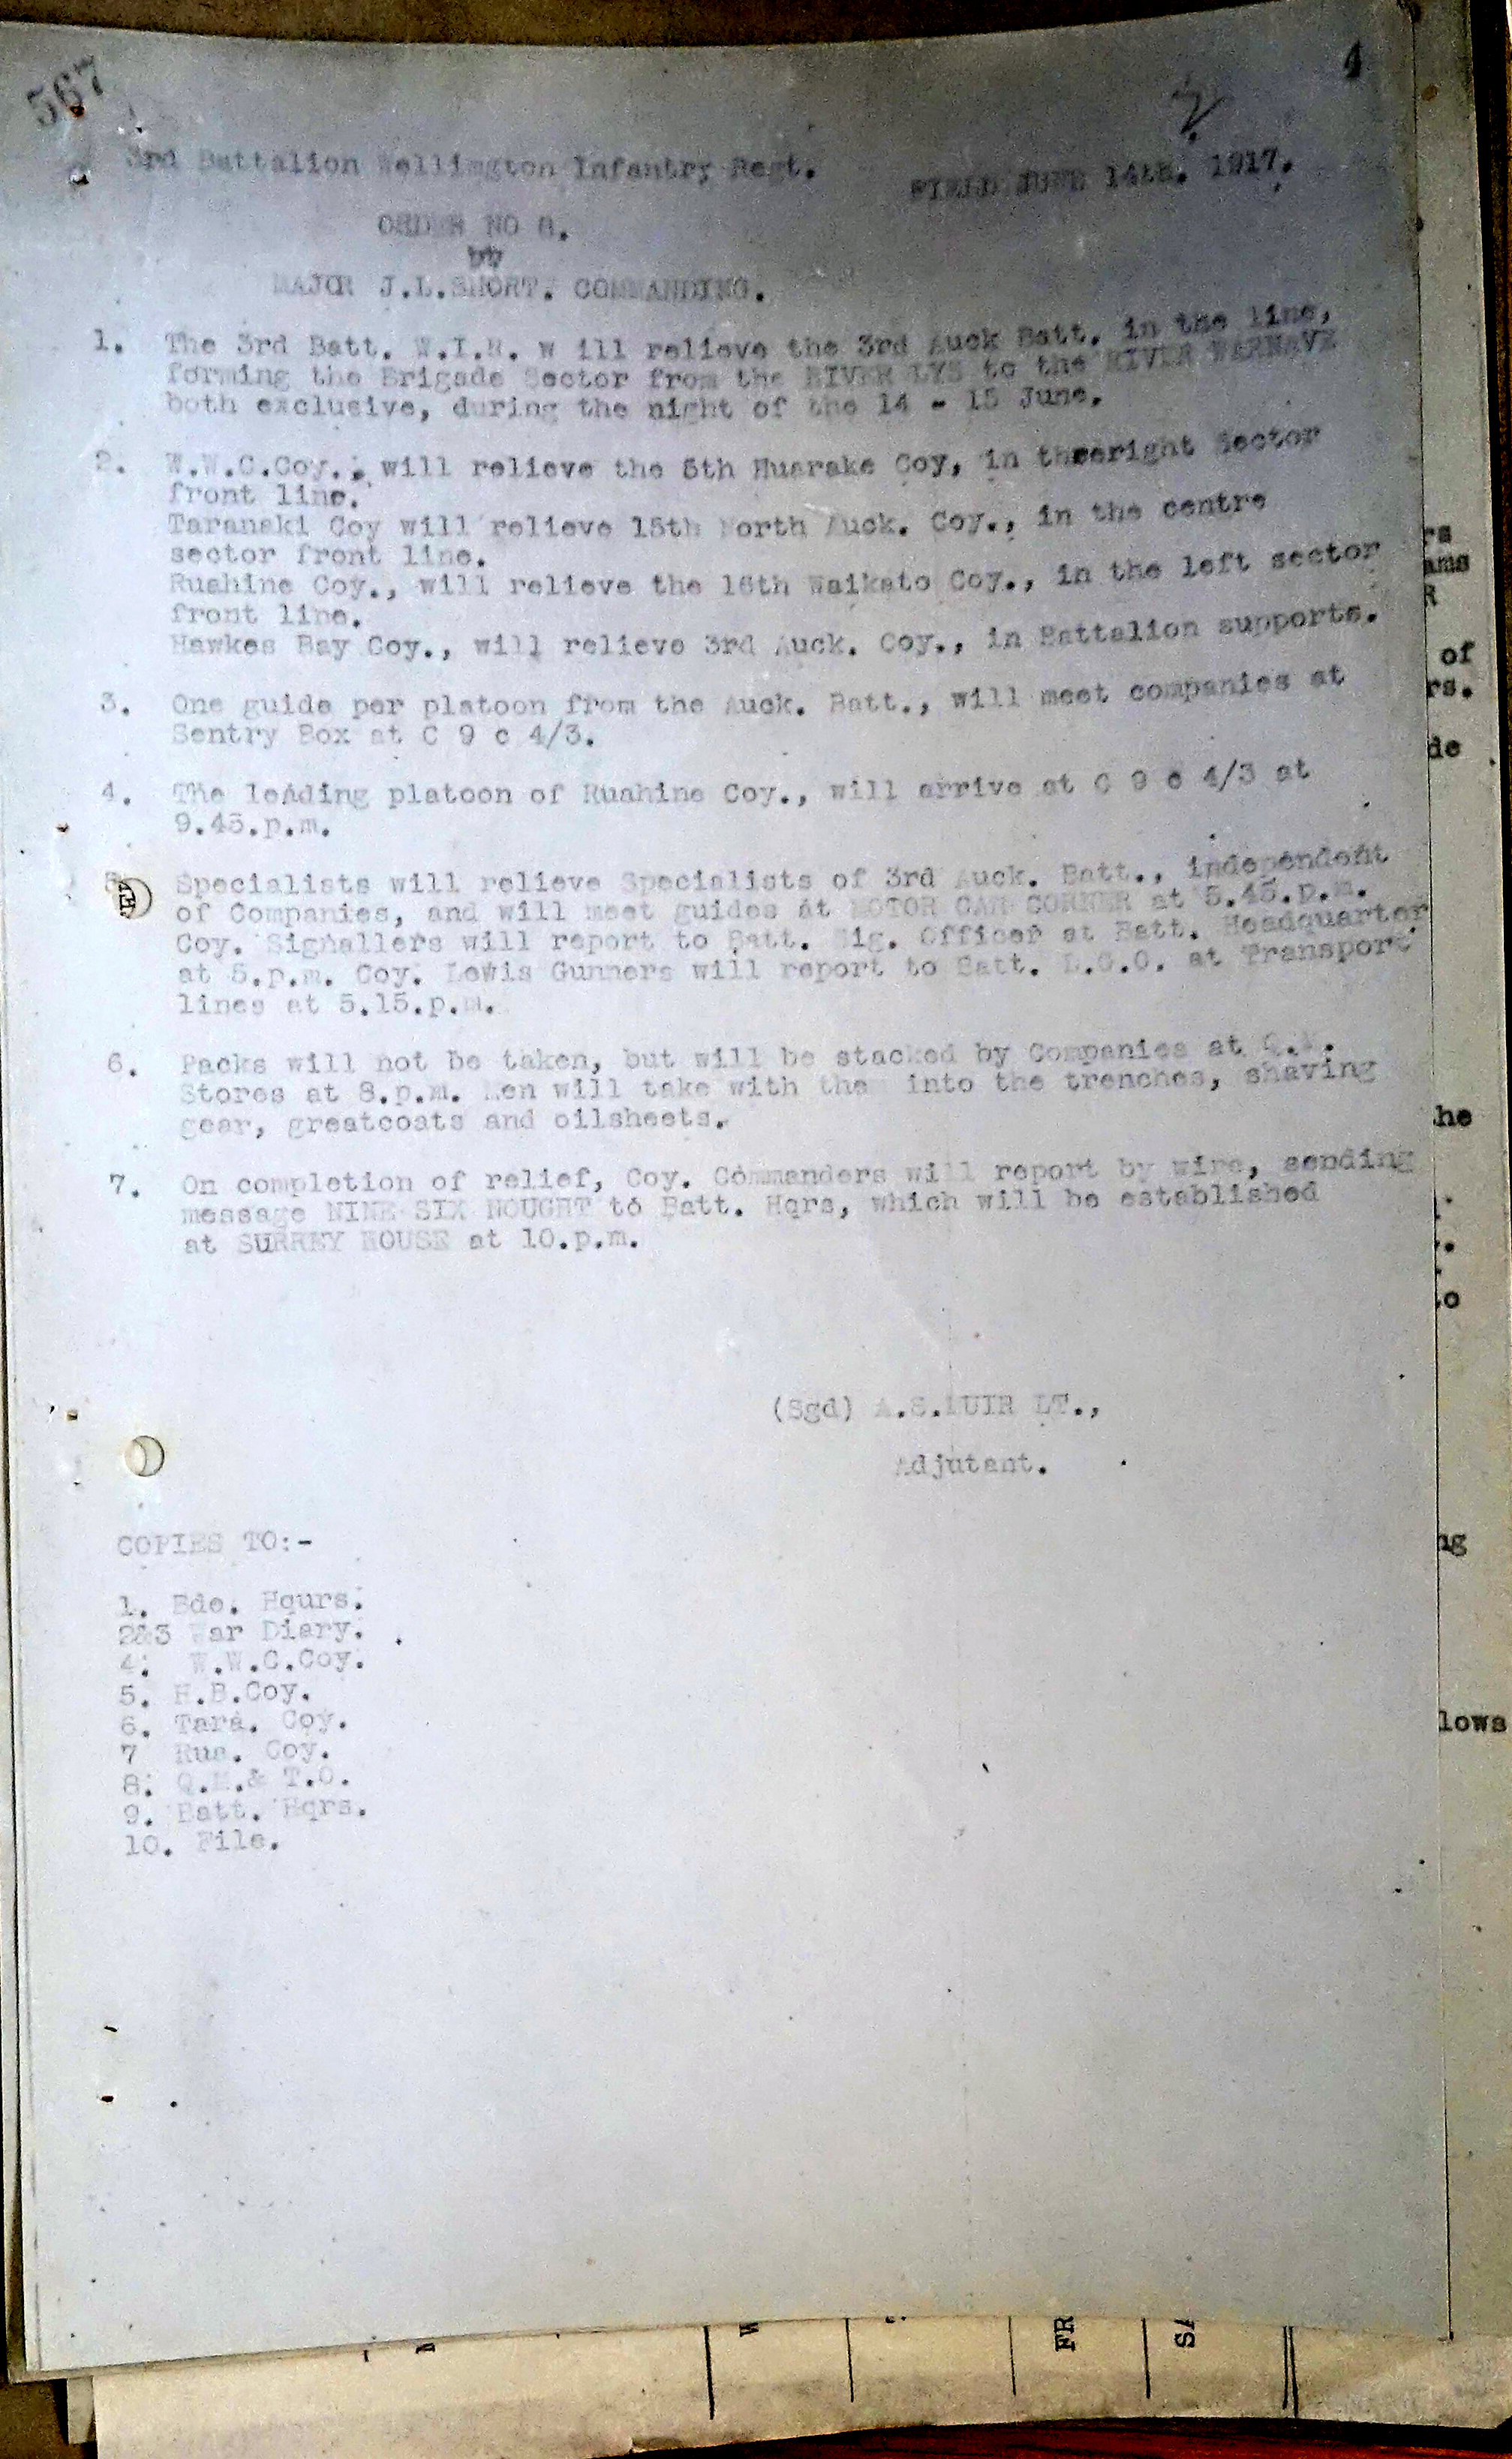 567
4
3rd Battalion Wellington Infantry Regt.
FIELD JUNE 14th. 1917.
ORDER NO 8.
by
MAJOR J.L.SHORT. COMMANDING.
1. The 3rd Batt. W.I.R. w ill relieve the 3rd Auck Batt. in the line,
forming the Brigade Sector from the RIVER LYS to the RIVER WARNAVE
both exclusive, during the night of the 14 - 15 June.
2. W.W.C.Coy., will relieve the 6th Huarake Coy, in the right Sector
front line.
Taranaki Coy will relieve 15th North Auck. Coy., in the centre
sector front line.
Ruahine Coy., will relieve the 16th Waikato Coy., in the left sector
front line.
Hawkes Bay Coy., will relieve 3rd Auck. Coy., in Battalion supports.
3. One guide per platoon from the Auck. Batt., will meet companies at
Sentry Box at C 9 c 4/3.
4. The leading platoon of Ruahine Coy., will arrive at C 9 c 4/3 at
9.45.p.m.
Specialists will relieve Specialists of 3rd Auck. Batt., independent
of Companies, and will meet guides at MOTOR CAR CORNER at 5.45.p.m.
Coy. Signallers will report to Batt. Sig. Officer at Batt. Headquarter
at 5.p.m. Coy. Lewis Gunners will report to Batt. L.G.O. at Transport
lines at 5.15.p.m.
6. Packs will not be taken, but will be stacked by Companies at Q.M.
Stores at 8.p.m. Men will take with them into the trenches, shaving
gear, greatcoats and oilsheets.
7. On completion of relief, Coy. Commanders will report by wire, sending
message NINE SIX NOUGHT to Batt. Hqrs, which will be established
at SURREY HOUSE at 10.p.m.
(Sgd) A.S.MUIR LT.,
Adjutant.
COPIES TO:-
1. Bde. Hqurs.
2&3 War Diary.
4. W.W.C.Coy.
5. H.B.Coy.
6. Tara. Coy.
7 Rua. Coy.
8. Q.M.& T.O.
9. Batt. Hqrs.
10. File.
rs
ams
R
of
rs.
de
he
to
ng
lows
FR
SA